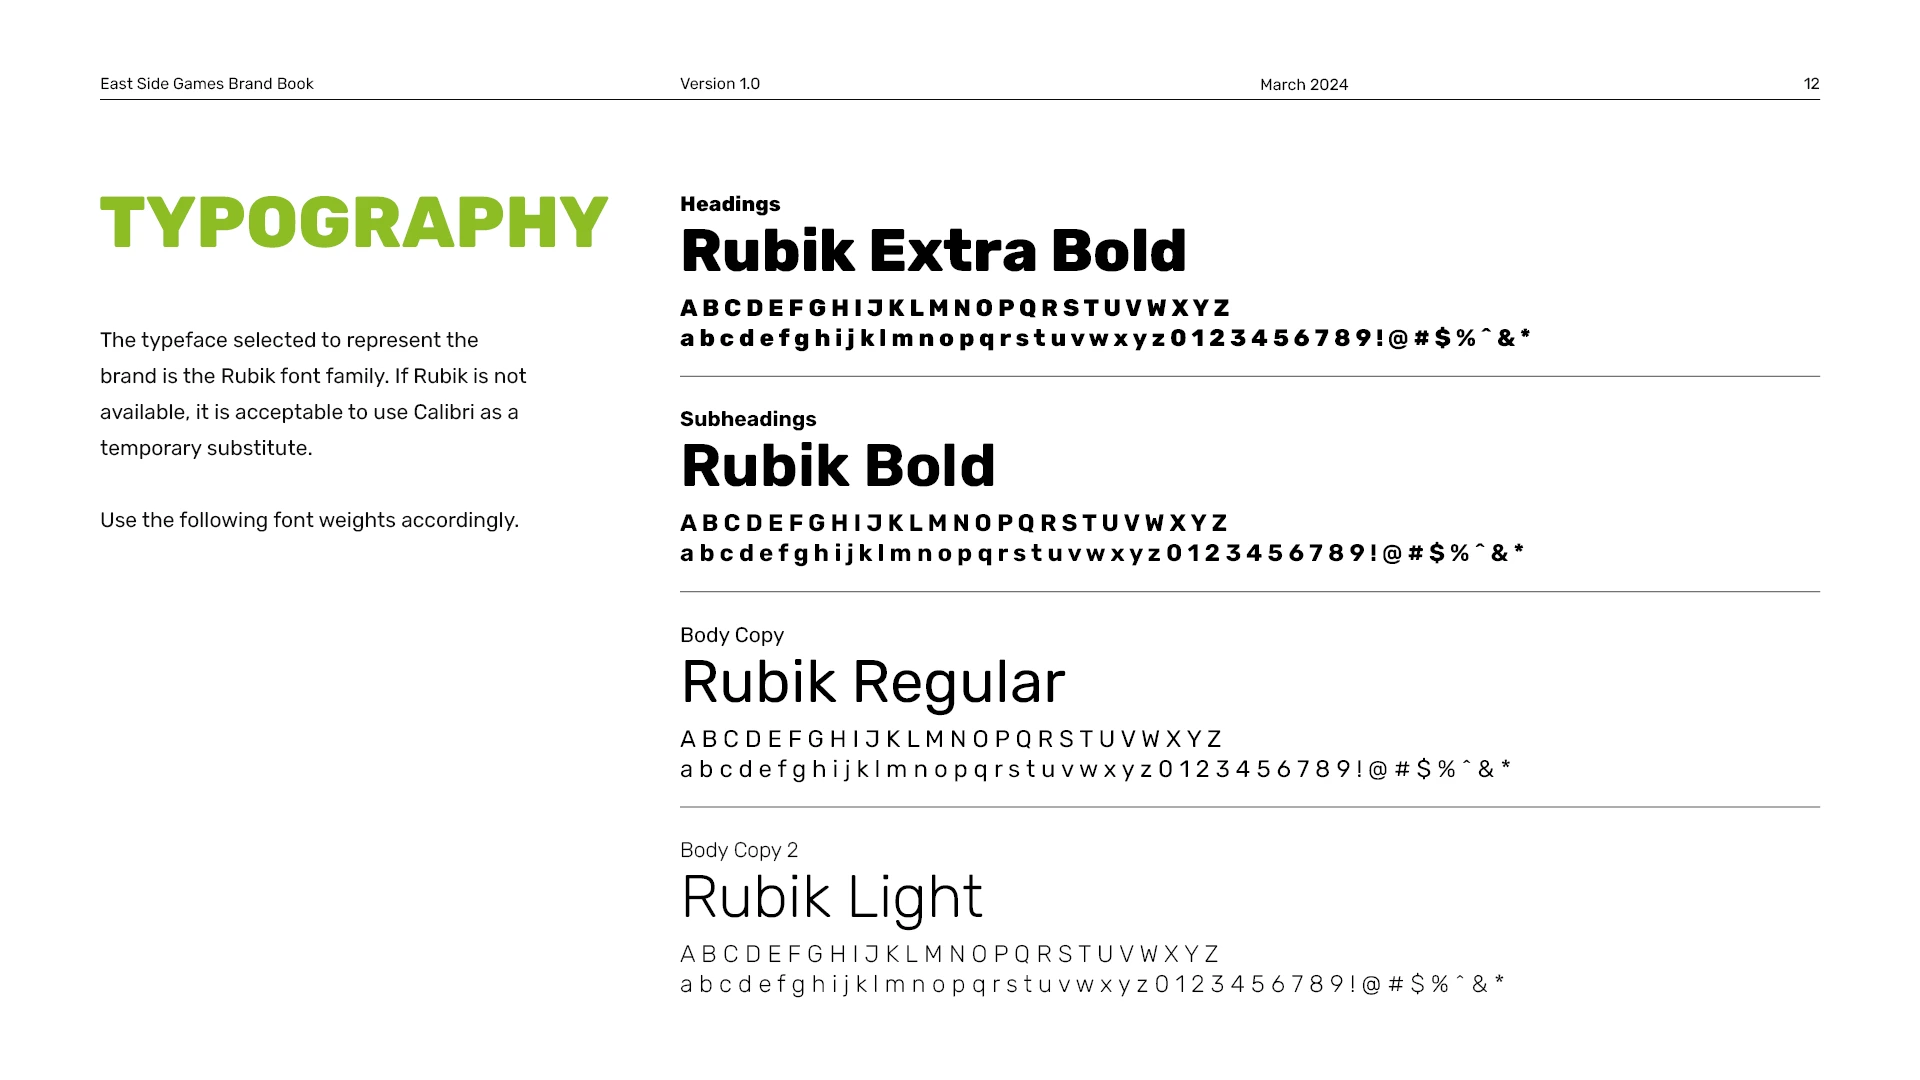 East Side Games Brand Book
Version 1.0
March 2024
12
TYPOGRAPHY
The typeface selected to represent the
brand is the Rubik font family. If Rubik is not
available, it is acceptable to use Calibri as a
temporary substitute.
Use the following font weights accordingly.
Headings
Rubik Extra Bold
A B C D E F G H I J K L M N O P Q R S T U V W X Y Z
a b c d e f g h i j k l m n o p q r s t u v w x y z 0 1 2 3 4 5 6 7 8 9 ! @ # $ % ^ & *
Subheadings
Rubik Bold
A B C D E F G H I J K L M N O P Q R S T U V W X Y Z
a b c d e f g h i j k l m n o p q r s t u v w x y z 0 1 2 3 4 5 6 7 8 9 ! @ # $ % ^ & *
Body Copy
Rubik Regular
A B C D E F G H I J K L M N O P Q R S T U V W X Y Z
a b c d e f g h i j k l m n o p q r s t u v w x y z 0 1 2 3 4 5 6 7 8 9 ! @ # $ % ^ & *
Body Copy 2
Rubik Light
A B C D E F G H I J K L M N O P Q R S T U V W X Y Z
a b c d e f g h i j k l m n o p q r s t u v w x y z 0 1 2 3 4 5 6 7 8 9 ! @ # $ % ^ & *